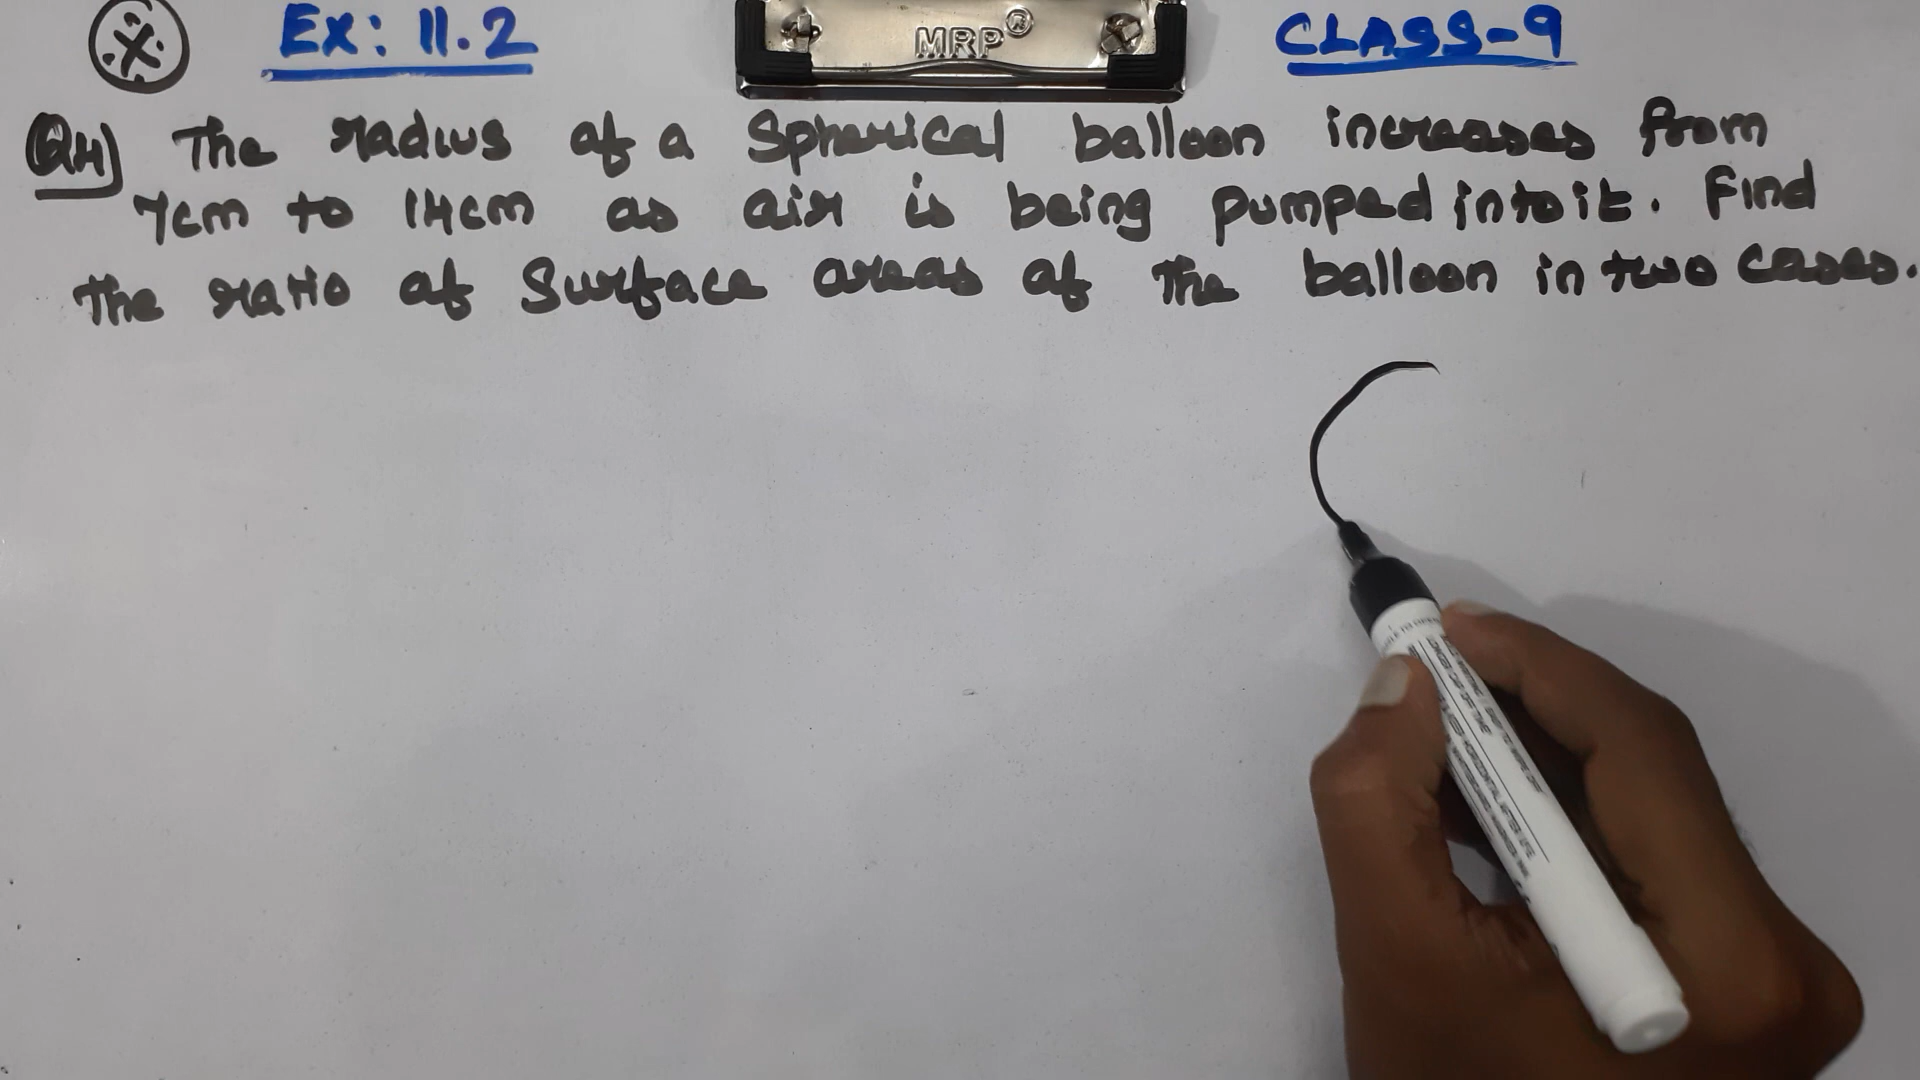 Ex: 11.2
MRP®
CLASS-9
Q4) The radius of a Spherical balloon increases from
7cm to 14cm as air is being pumped into it. Find
the ratio of Surface areas of the balloon in two cases.